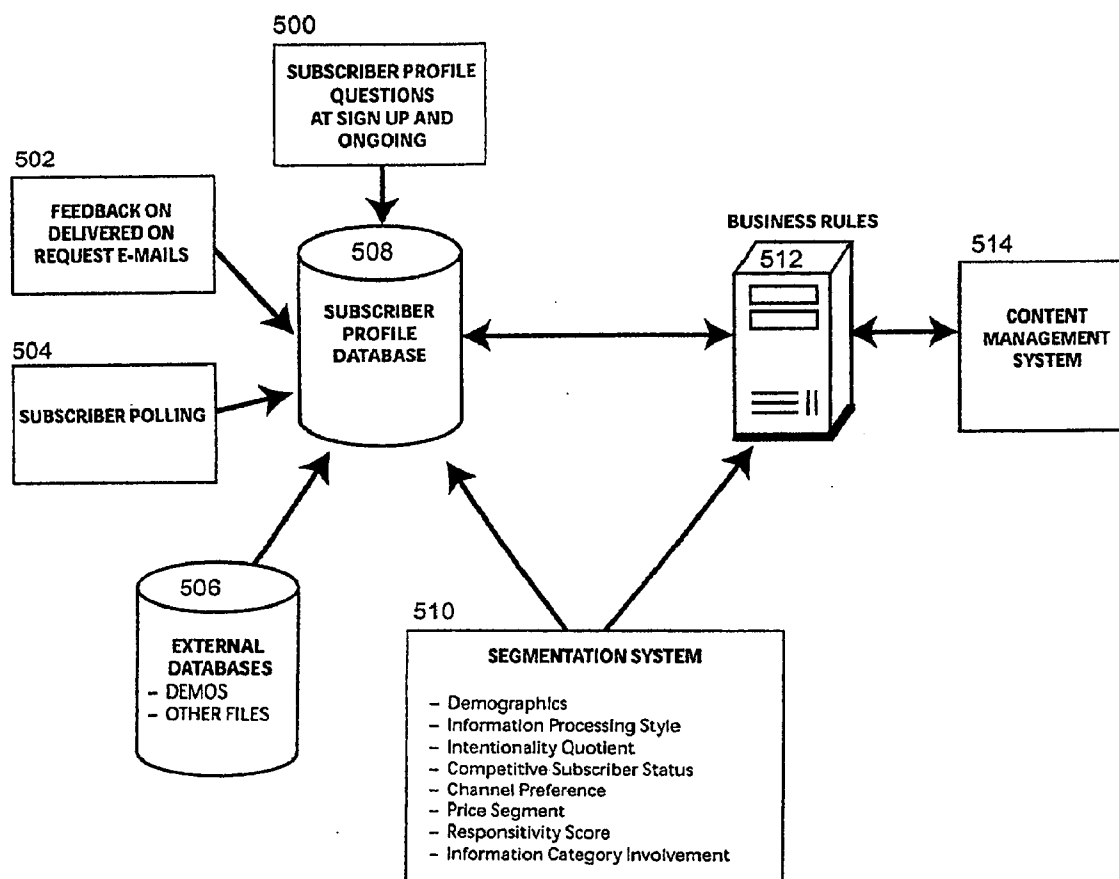 500
SUBSCRIBER PROFILE
QUESTIONS
AT SIGN UP AND
ONGOING
502
FEEDBACK ON
DELIVERED ON
REQUEST E-MAILS
504
SUBSCRIBER POLLING
508
SUBSCRIBER
PROFILE
DATABASE
BUSINESS RULES
512
514
CONTENT
MANAGEMENT
SYSTEM
506
EXTERNAL
DATABASES
– DEMOS
– OTHER FILES
510
SEGMENTATION SYSTEM
– Demographics
– Information Processing Style
– Intentionality Quotient
– Competitive Subscriber Status
– Channel Preference
– Price Segment
– Responsitivity Score
– Information Category Involvement